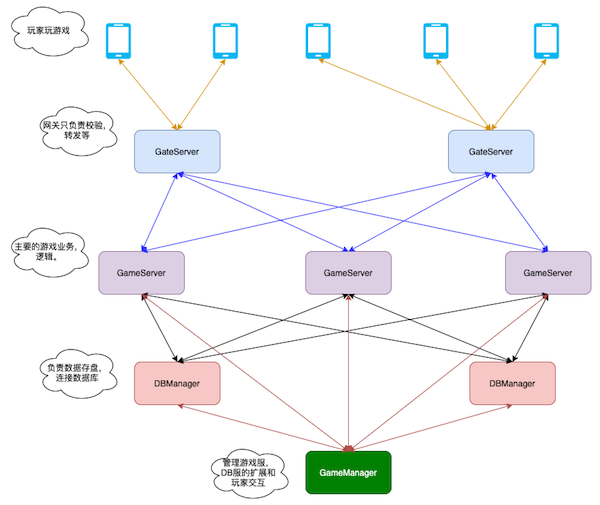 玩家玩游戏
网关只负责校验,
转发等
GateServer
GateServer
主要的游戏业务,
逻辑。
GameServer
GameServer
GameServer
负责数据存盘,
连接数据库
DBManager
DBManager
管理游戏服,
DB服的扩展和
玩家交互
GameManager